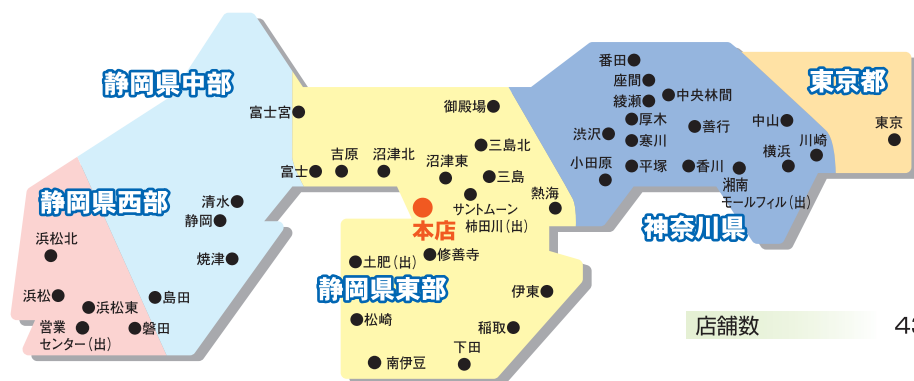 静岡県中部
静岡県西部
静岡県東部
神奈川県
東京都
浜松北
浜松
浜松東
営業
センター(出)
磐田
島田
焼津
静岡
清水
富士宮
富士
吉原
沼津北
御殿場
三島北
沼津東
三島
サントムーン
柿田川(出)
熱海
本店
修善寺
土肥(出)
伊東
松崎
稲取
南伊豆
下田
番田
座間
綾瀬
中央林間
厚木
渋沢
寒川
善行
中山
川崎
小田原
平塚
香川
湘南
モールフィル(出)
横浜
東京
店舗数